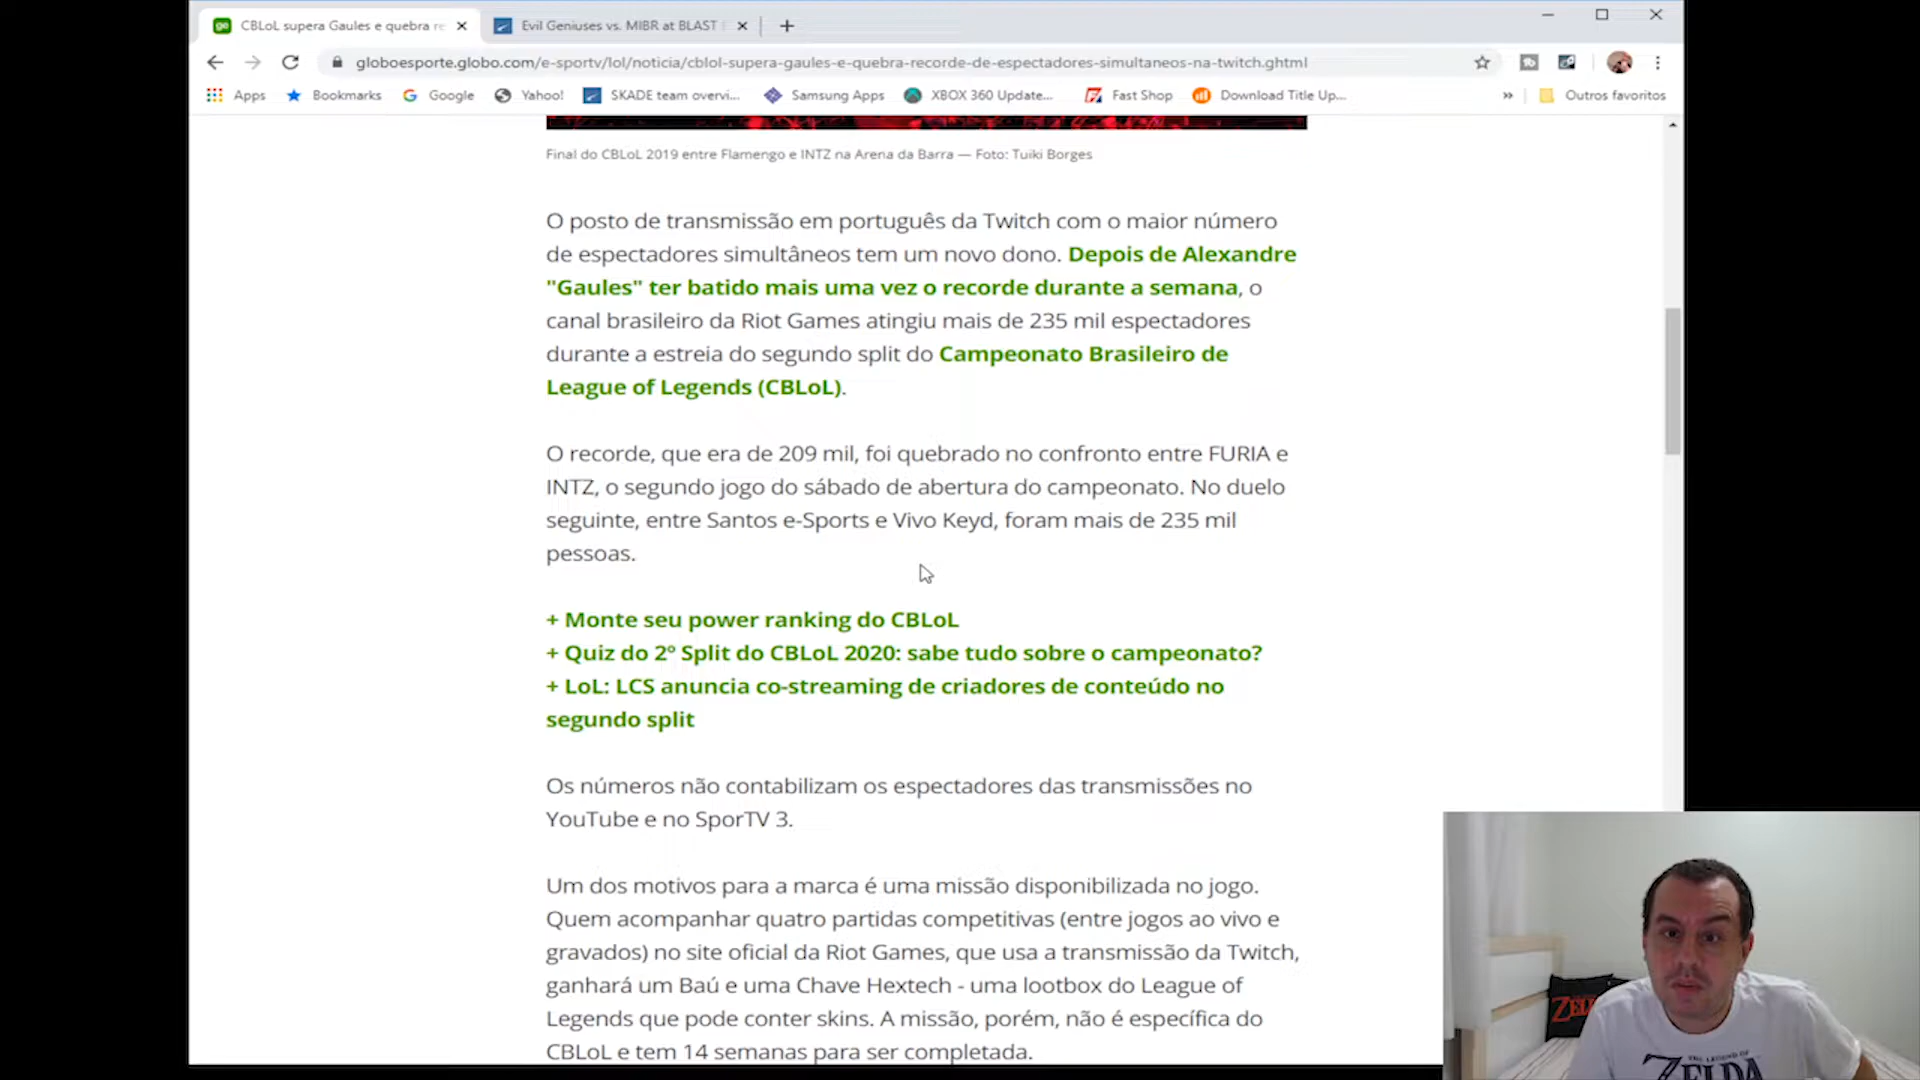 CBLoL supera Gaules e quebra re
Evil Geniuses vs. MIBR at BLAST
globoesporte.globo.com/e-sportv/lol/noticia/cblol-supera-gaules-e-quebra-recorde-de-espectadores-simultaneos-na-twitch.ghtml
Apps Bookmarks Google Yahoo! SKADE team overvi... Samsung Apps XBOX 360 Update... Fast Shop Download Title Up... » Outros favoritos
Final do CBLoL 2019 entre Flamengo e INTZ na Arena da Barra — Foto: Tuiki Borges
O posto de transmissão em português da Twitch com o maior número
de espectadores simultâneos tem um novo dono. Depois de Alexandre
"Gaules" ter batido mais uma vez o recorde durante a semana, o
canal brasileiro da Riot Games atingiu mais de 235 mil espectadores
durante a estreia do segundo split do Campeonato Brasileiro de
League of Legends (CBLoL).
O recorde, que era de 209 mil, foi quebrado no confronto entre FURIA e
INTZ, o segundo jogo do sábado de abertura do campeonato. No duelo
seguinte, entre Santos e-Sports e Vivo Keyd, foram mais de 235 mil
pessoas.
+ Monte seu power ranking do CBLoL
+ Quiz do 2º Split do CBLoL 2020: sabe tudo sobre o campeonato?
+ LoL: LCS anuncia co-streaming de criadores de conteúdo no
segundo split
Os números não contabilizam os espectadores das transmissões no
YouTube e no SporTV 3.
Um dos motivos para a marca é uma missão disponibilizada no jogo.
Quem acompanhar quatro partidas competitivas (entre jogos ao vivo e
gravados) no site oficial da Riot Games, que usa a transmissão da Twitch,
ganhará um Baú e uma Chave Hextech - uma lootbox do League of
Legends que pode conter skins. A missão, porém, não é específica do
CBLoL e tem 14 semanas para ser completada.
THE LEGEND OF
ZELDA